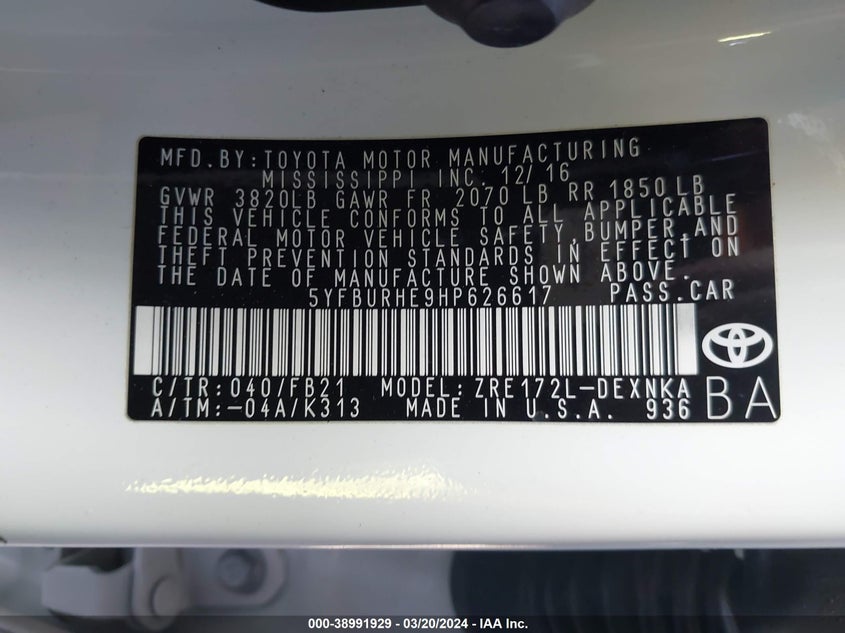 MFD.BY:TOYOTA MOTOR MANUFACTURING
MISSISSIPPI INC. 12/16
GVWR 3820LB GAWR FR 2070 LB RR 1850 LB
THIS VEHICLE CONFORMS TO ALL APPLICABLE
FEDERAL MOTOR VEHICLE SAFETY,BUMPER,AND
THEFT PREVENTION STANDARDS IN EFFECT ON
THE DATE OF MANUFACTURE SHOWN ABOVE.
5YFBURHE9HP626617 PASS.CAR
C/TR:040/FB21 MODEL:ZRE172L-DEXNKA
A/TM:-04A/K313 MADE IN U.S.A. 936 BA
000-38991929 - 03/20/2024 - IAA Inc.